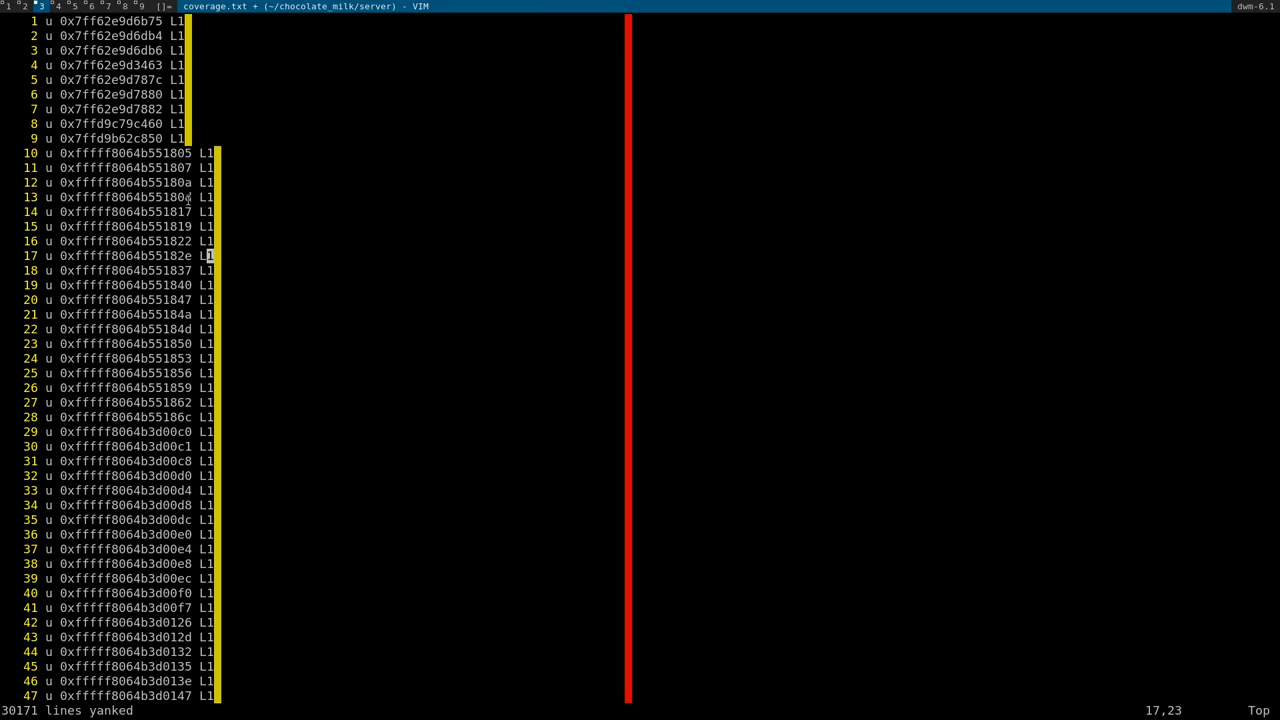 1 2 3 4 5 6 7 8 9 []= coverage.txt + (~/chocolate_milk/server) - VIM dwm-6.1
1 u 0x7ff62e9d6b75 L1
2 u 0x7ff62e9d6db4 L1
3 u 0x7ff62e9d6db6 L1
4 u 0x7ff62e9d3463 L1
5 u 0x7ff62e9d787c L1
6 u 0x7ff62e9d7880 L1
7 u 0x7ff62e9d7882 L1
8 u 0x7ffd9c79c460 L1
9 u 0x7ffd9b62c850 L1
10 u 0xfffff8064b551805 L1
11 u 0xfffff8064b551807 L1
12 u 0xfffff8064b55180a L1
13 u 0xfffff8064b55180d L1
14 u 0xfffff8064b551817 L1
15 u 0xfffff8064b551819 L1
16 u 0xfffff8064b551822 L1
17 u 0xfffff8064b55182e L1
18 u 0xfffff8064b551837 L1
19 u 0xfffff8064b551840 L1
20 u 0xfffff8064b551847 L1
21 u 0xfffff8064b55184a L1
22 u 0xfffff8064b55184d L1
23 u 0xfffff8064b551850 L1
24 u 0xfffff8064b551853 L1
25 u 0xfffff8064b551856 L1
26 u 0xfffff8064b551859 L1
27 u 0xfffff8064b551862 L1
28 u 0xfffff8064b55186c L1
29 u 0xfffff8064b3d00c0 L1
30 u 0xfffff8064b3d00c1 L1
31 u 0xfffff8064b3d00c8 L1
32 u 0xfffff8064b3d00d0 L1
33 u 0xfffff8064b3d00d4 L1
34 u 0xfffff8064b3d00d8 L1
35 u 0xfffff8064b3d00dc L1
36 u 0xfffff8064b3d00e0 L1
37 u 0xfffff8064b3d00e4 L1
38 u 0xfffff8064b3d00e8 L1
39 u 0xfffff8064b3d00ec L1
40 u 0xfffff8064b3d00f0 L1
41 u 0xfffff8064b3d00f7 L1
42 u 0xfffff8064b3d0126 L1
43 u 0xfffff8064b3d012d L1
44 u 0xfffff8064b3d0132 L1
45 u 0xfffff8064b3d0135 L1
46 u 0xfffff8064b3d013e L1
47 u 0xfffff8064b3d0147 L1
30171 lines yanked 17,23 Top